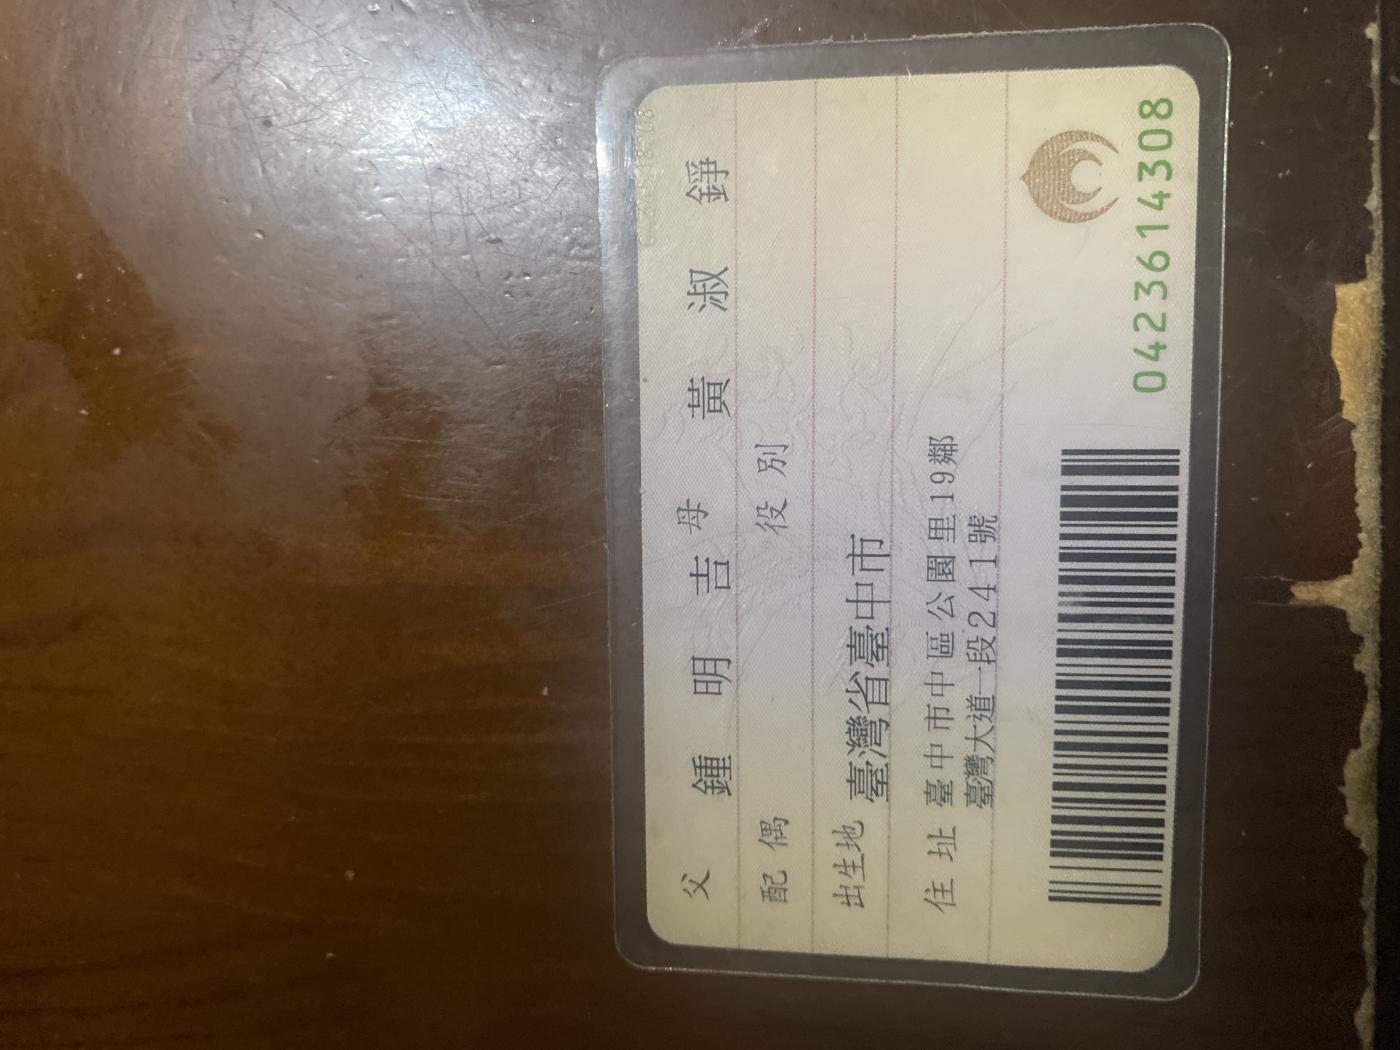 父 鍾明吉 母 黃淑錚
配偶 役別
出生地 臺灣省臺中市
住址 臺中市中區公園里19鄰
臺灣大道一段241號
0423614308